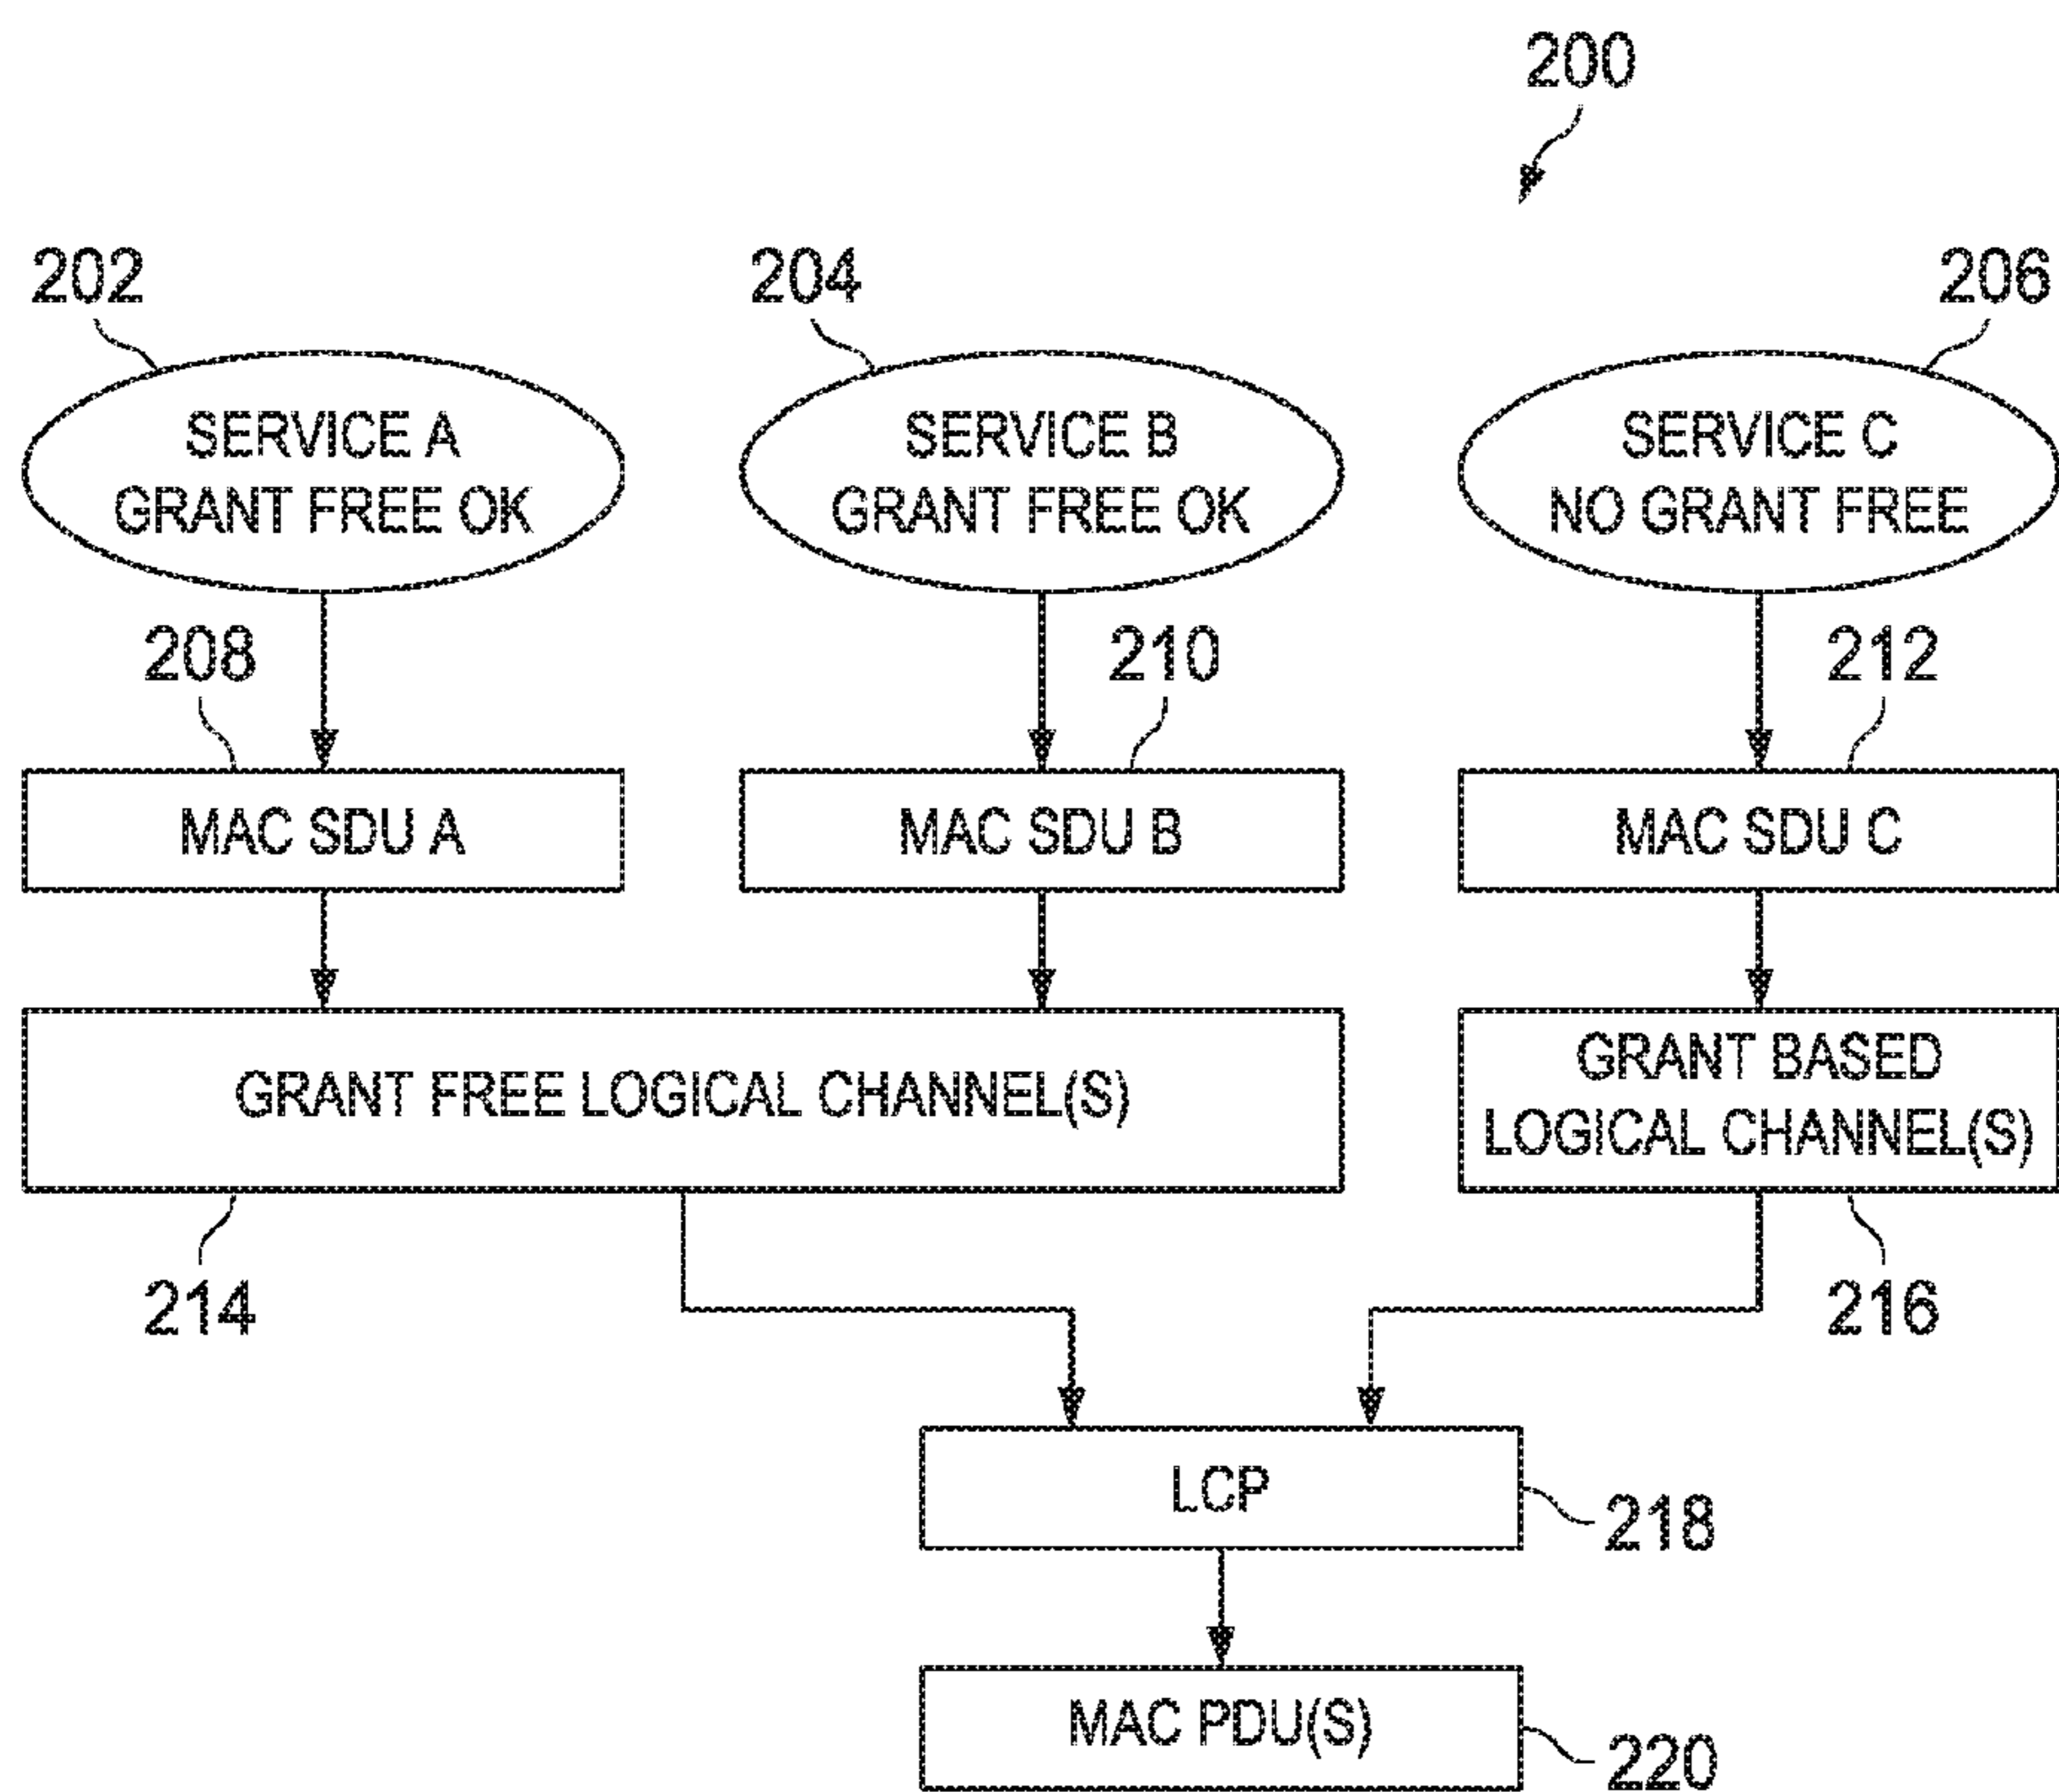 200
202
204
206
SERVICE A
GRANT FREE OK
SERVICE B
GRANT FREE OK
SERVICE C
NO GRANT FREE
208
210
212
MAC SDU A
MAC SDU B
MAC SDU C
GRANT FREE LOGICAL CHANNEL(S)
GRANT BASED
LOGICAL CHANNEL(S)
214
216
LCP
218
MAC PDU(S)
220